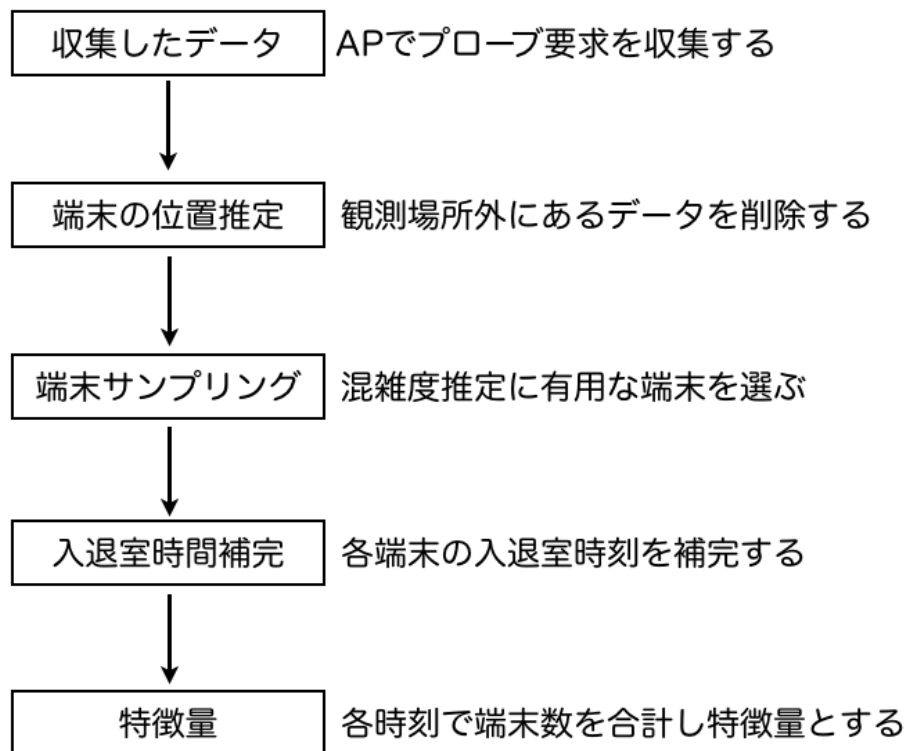 収集したデータ APでプローブ要求を収集する
端末の位置推定 観測場所外にあるデータを削除する
端末サンプリング 混雑度推定に有用な端末を選ぶ
入退室時間補完 各端末の入退室時刻を補完する
特徴量 各時刻で端末数を合計し特徴量とする